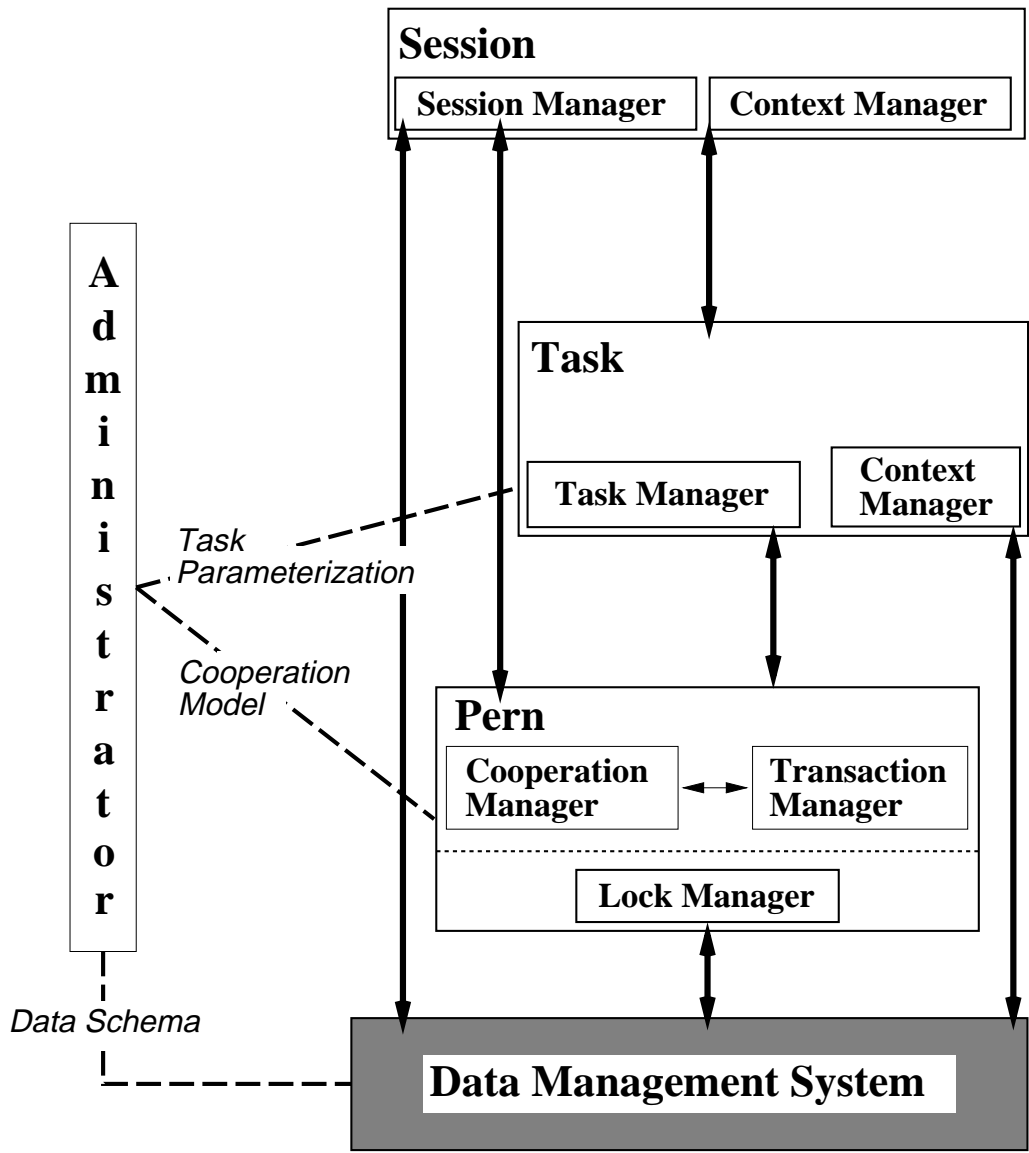 Session
Session Manager
Context Manager
Administrator
Task
Task Manager
Context
Manager
Task
Parameterization
Cooperation
Model
Pern
Cooperation
Manager
Transaction
Manager
Lock Manager
Data Schema
Data Management System